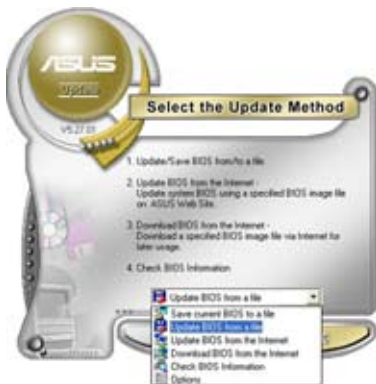 ASUS
Update
V5.27.01
Select the Update Method
1. Update/Save BIOS from/to a file
2. Update BIOS from the Internet -
Update system BIOS using a specified BIOS image file
on ASUS Web Site.
3. Download BIOS from the Internet -
Download a specified BIOS image file via Internet for
later usage.
4. Check BIOS Information
Update BIOS from a file
Save current BIOS to a file
Update BIOS from a file
Update BIOS from the Internet
Download BIOS from the Internet
Check BIOS Information
Options